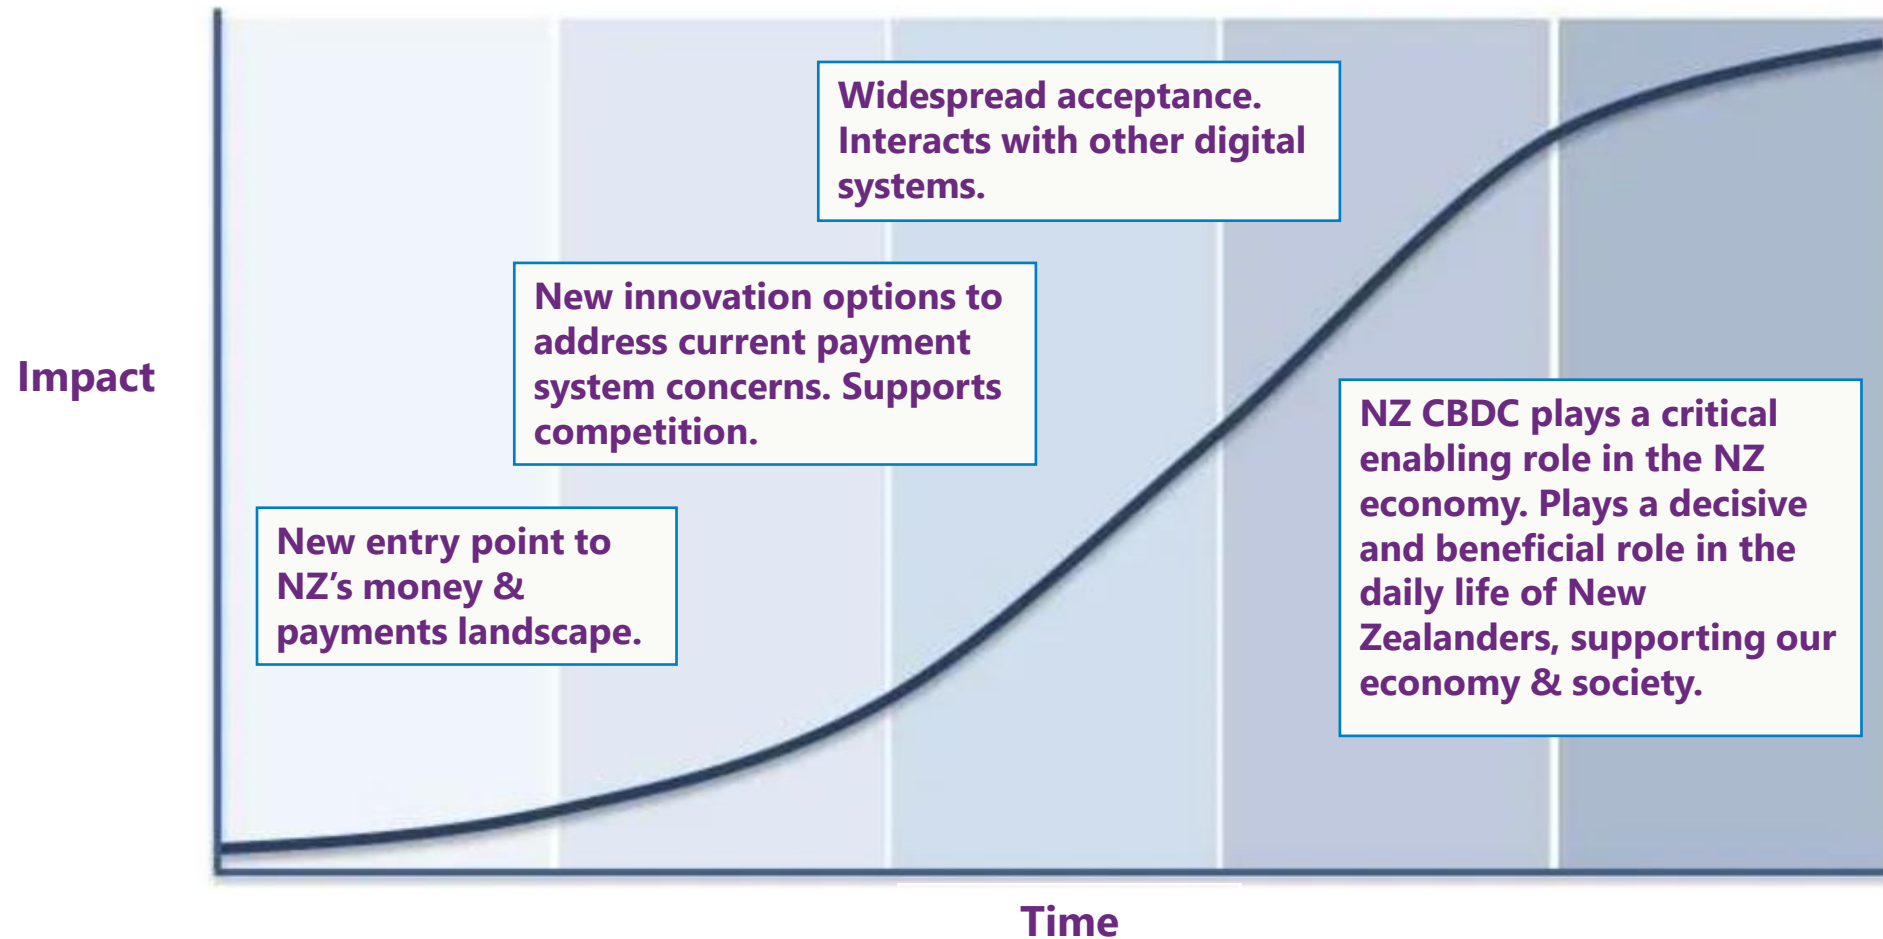 Widespread acceptance.
Interacts with other digital
systems.
New innovation options to
address current payment
system concerns. Supports
competition.
Impact
NZ CBDC plays a critical
enabling role in the NZ
economy. Plays a decisive
and beneficial role in the
daily life of New
Zealanders, supporting our
economy & society.
New entry point to
NZ’s money &
payments landscape.
Time